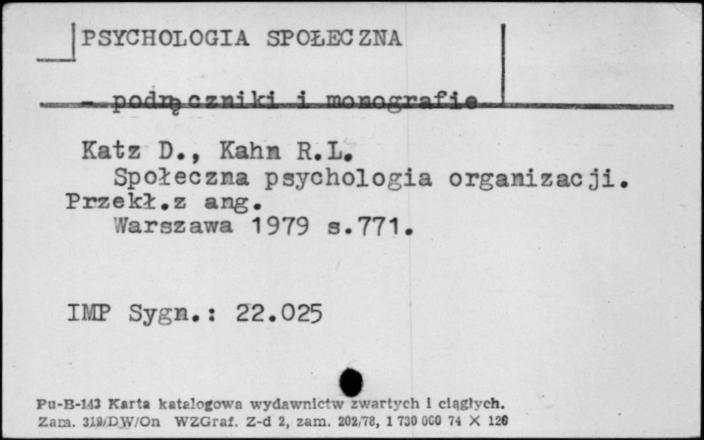 PSYCHOLOGIA SPOŁECZNA
- podręczniki i monografie
Katz D., Kahn R.L.
Społeczna psychologia organizacji.
Przekł.z ang.
Warszawa 1979 s.771.
IMP Sygn.: 22.025
Pu-B-143 Karta katalogowa wydawnictw zwartych i ciągłych.
Zam. 319/DW/On WZGraf. Z-d 2, zam. 202/78, 1 730 000 74 X 126